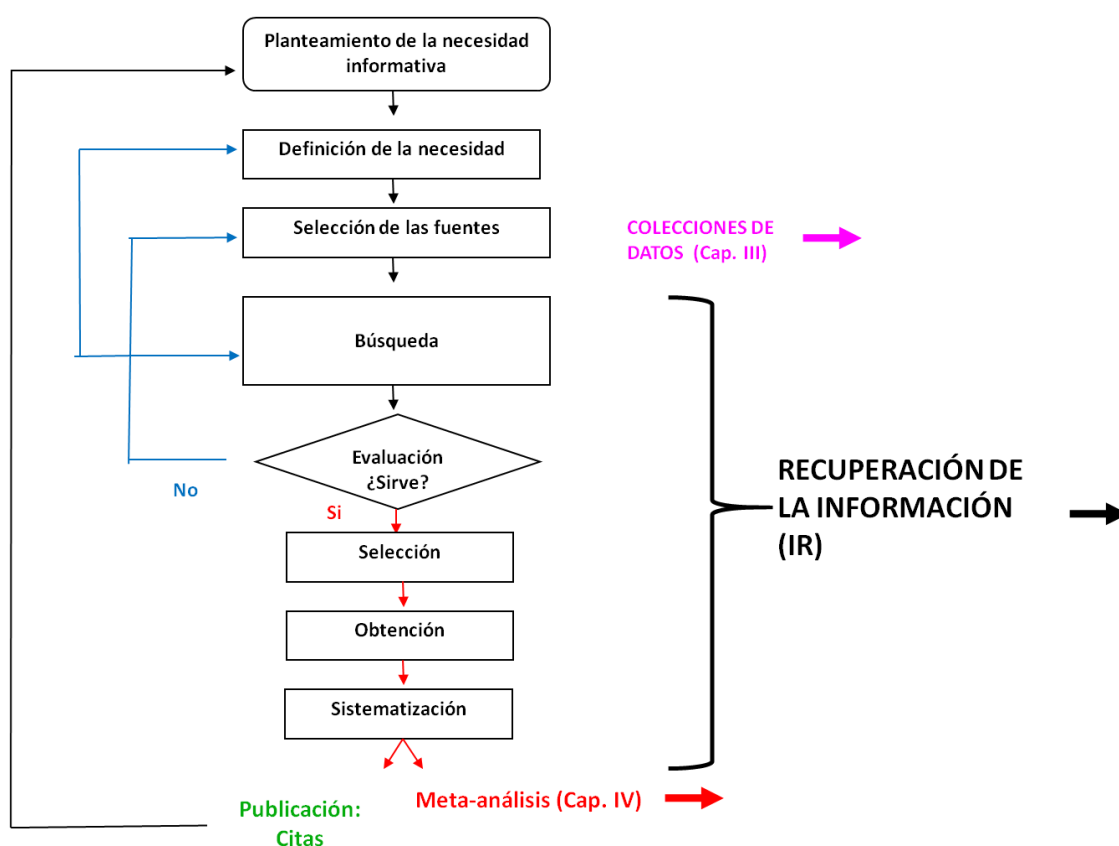 Planteamiento de la necesidad
informativa
Definición de la necesidad
Selección de las fuentes
COLECCIONES DE
DATOS (Cap. III)
Búsqueda
Evaluación
¿Sirve?
No
Si
RECUPERACIÓN DE
LA INFORMACIÓN
(IR)
Selección
Obtención
Sistematización
Meta-análisis (Cap. IV)
Publicación:
Citas